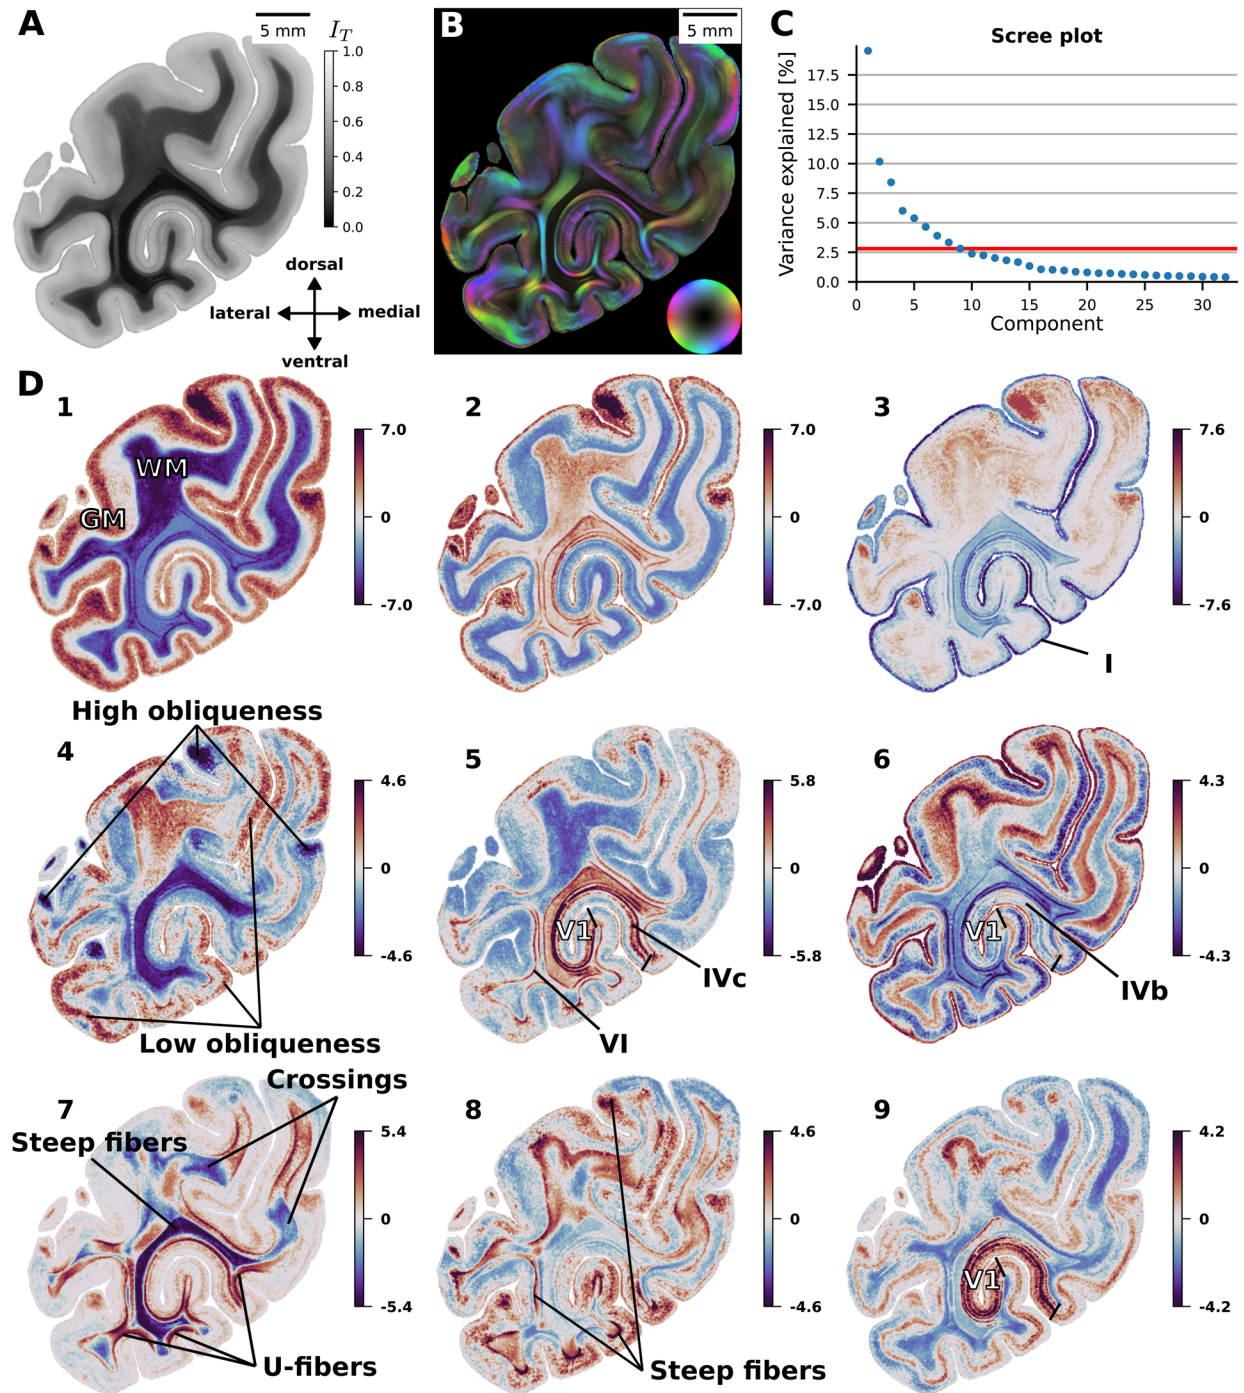 A
5 mm
I_T
1.0
0.8
0.6
0.4
0.2
0.0
dorsal
lateral
medial
ventral
B
5 mm
C
Scree plot
Variance explained [%]
17.5
15.0
12.5
10.0
7.5
5.0
2.5
0.0
0
5
10
15
20
25
30
Component
D
1
WM
GM
7.0
0
-7.0
2
7.0
0
-7.0
3
7.6
0
-7.6
I
High obliqueness
4
4.6
0
-4.6
Low obliqueness
5
V1
5.8
0
-5.8
IVc
VI
6
V1
4.3
0
-4.3
IVb
Crossings
7
Steep fibers
5.4
0
-5.4
U-fibers
8
4.6
0
-4.6
Steep fibers
9
V1
4.2
0
-4.2